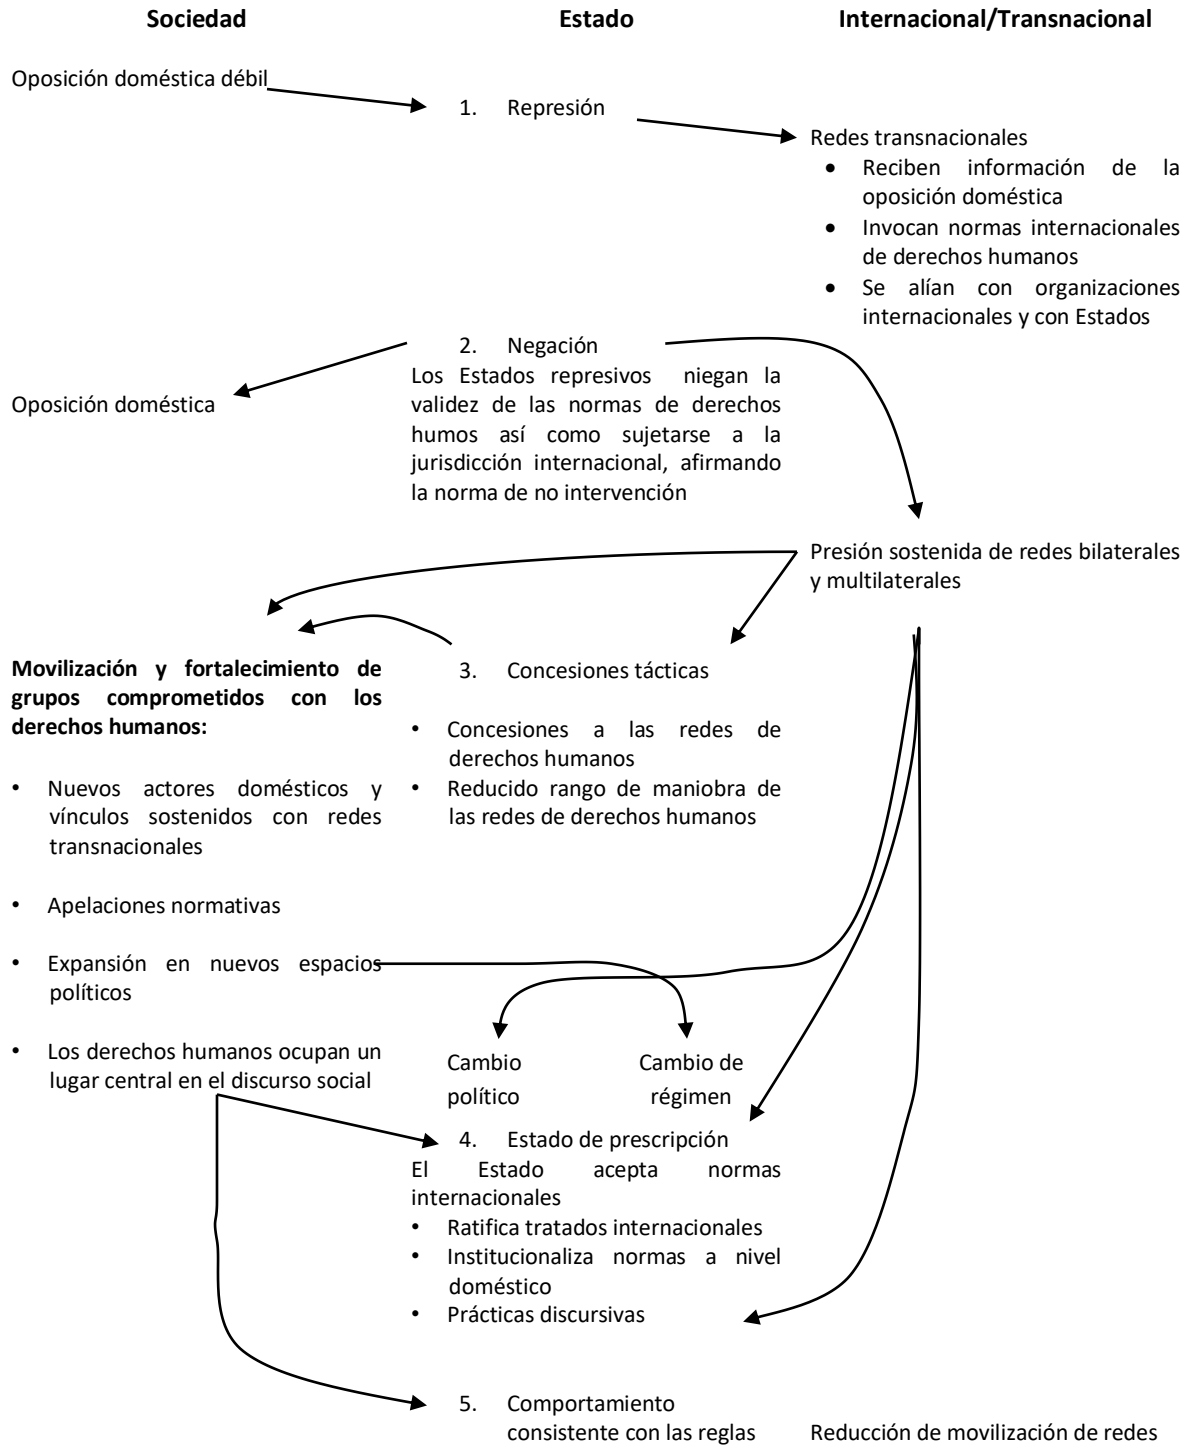 Sociedad
Estado
Internacional/Transnacional
Oposición doméstica débil
1. Represión
Redes transnacionales
• Reciben información de la
oposición doméstica
• Invocan normas internacionales
de derechos humanos
• Se alían con organizaciones
internacionales y con Estados
2. Negación
Los Estados represivos niegan la
validez de las normas de derechos
humos así como sujetarse a la
jurisdicción internacional, afirmando
la norma de no intervención
Oposición doméstica
Presión sostenida de redes bilaterales
y multilaterales
Movilización y fortalecimiento de
grupos comprometidos con los
derechos humanos:
• Nuevos actores domésticos y
vínculos sostenidos con redes
transnacionales
• Apelaciones normativas
• Expansión en nuevos espacios
políticos
• Los derechos humanos ocupan un
lugar central en el discurso social
3. Concesiones tácticas
• Concesiones a las redes de
derechos humanos
• Reducido rango de maniobra de
las redes de derechos humanos
Cambio
político
Cambio de
régimen
4. Estado de prescripción
El Estado acepta normas
internacionales
• Ratifica tratados internacionales
• Institucionaliza normas a nivel
doméstico
• Prácticas discursivas
5. Comportamiento
consistente con las reglas
Reducción de movilización de redes